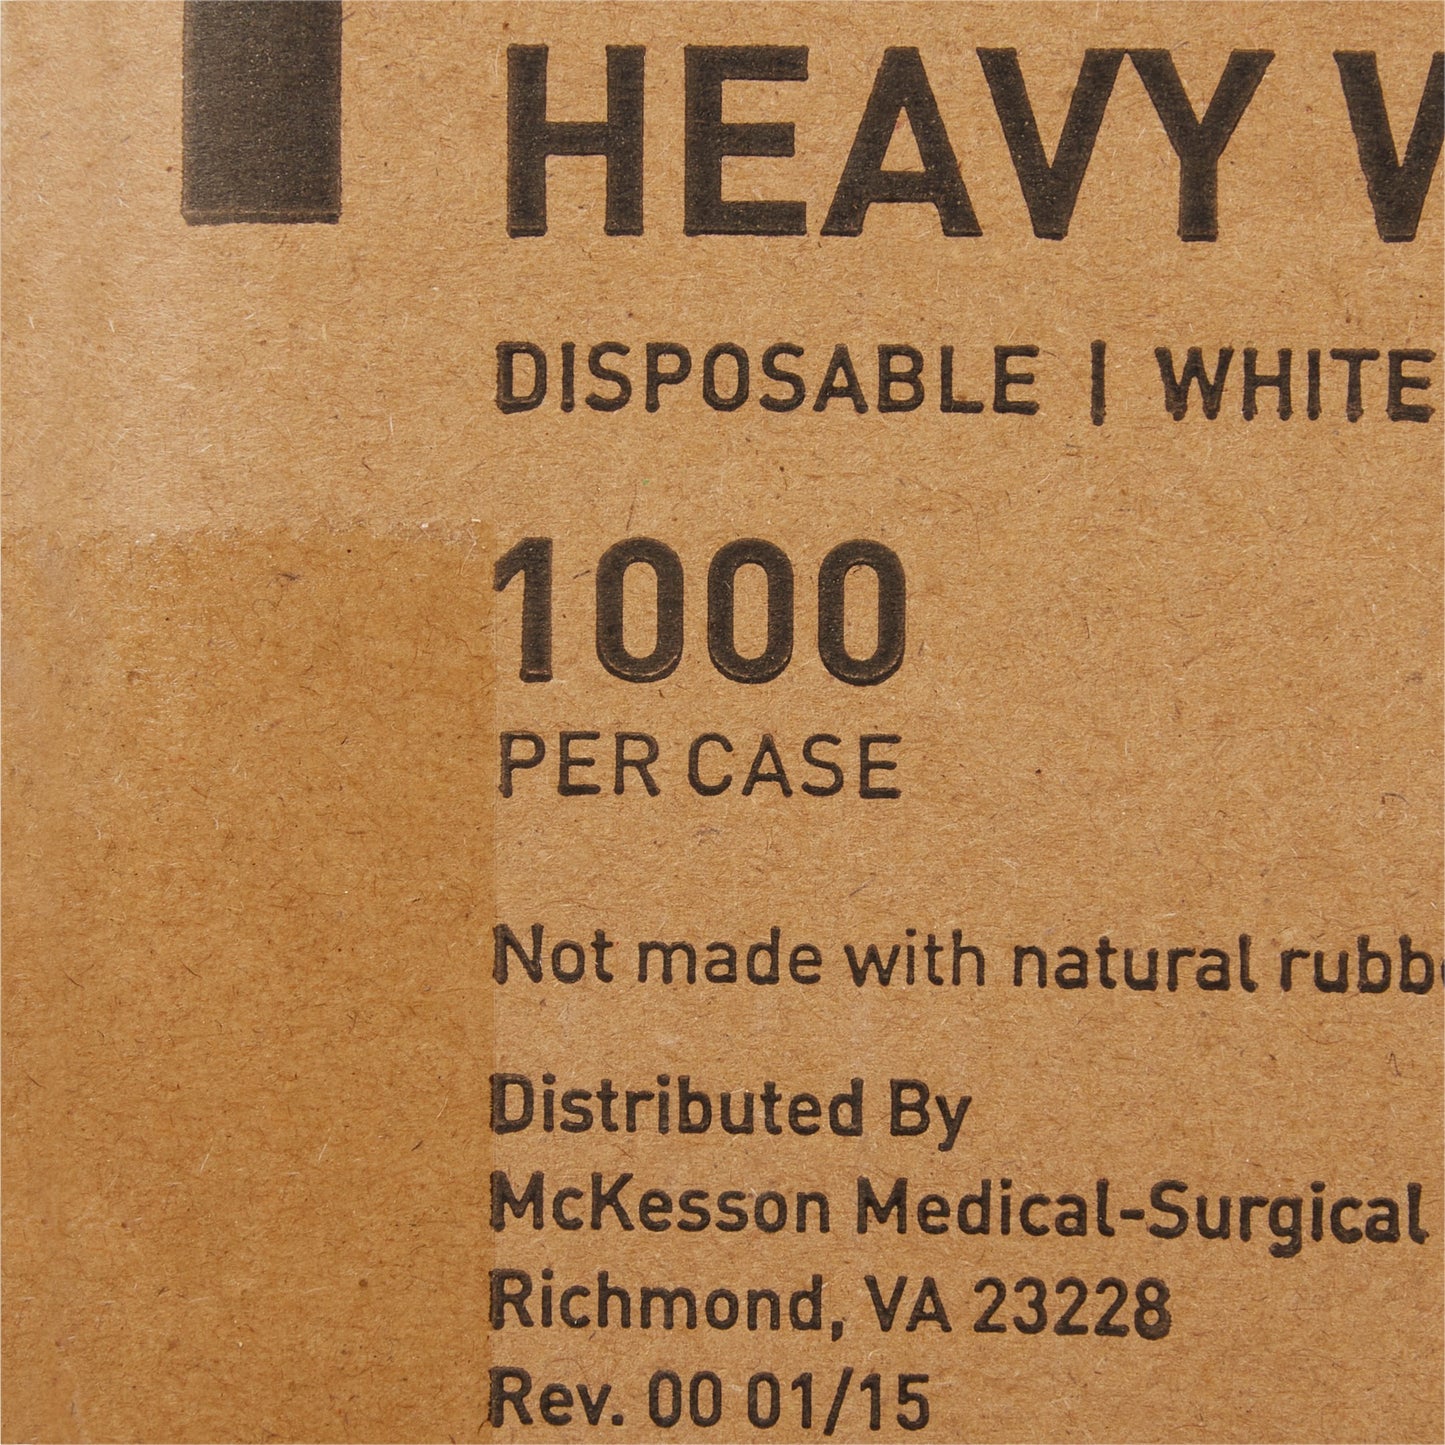 HEAVY
DISPOSABLE | WHITE
1000
PER CASE
Not made with natural
Distributed By
McKesson Medical-Surgical
Richmond, VA 23228
Rev. 00 01/15